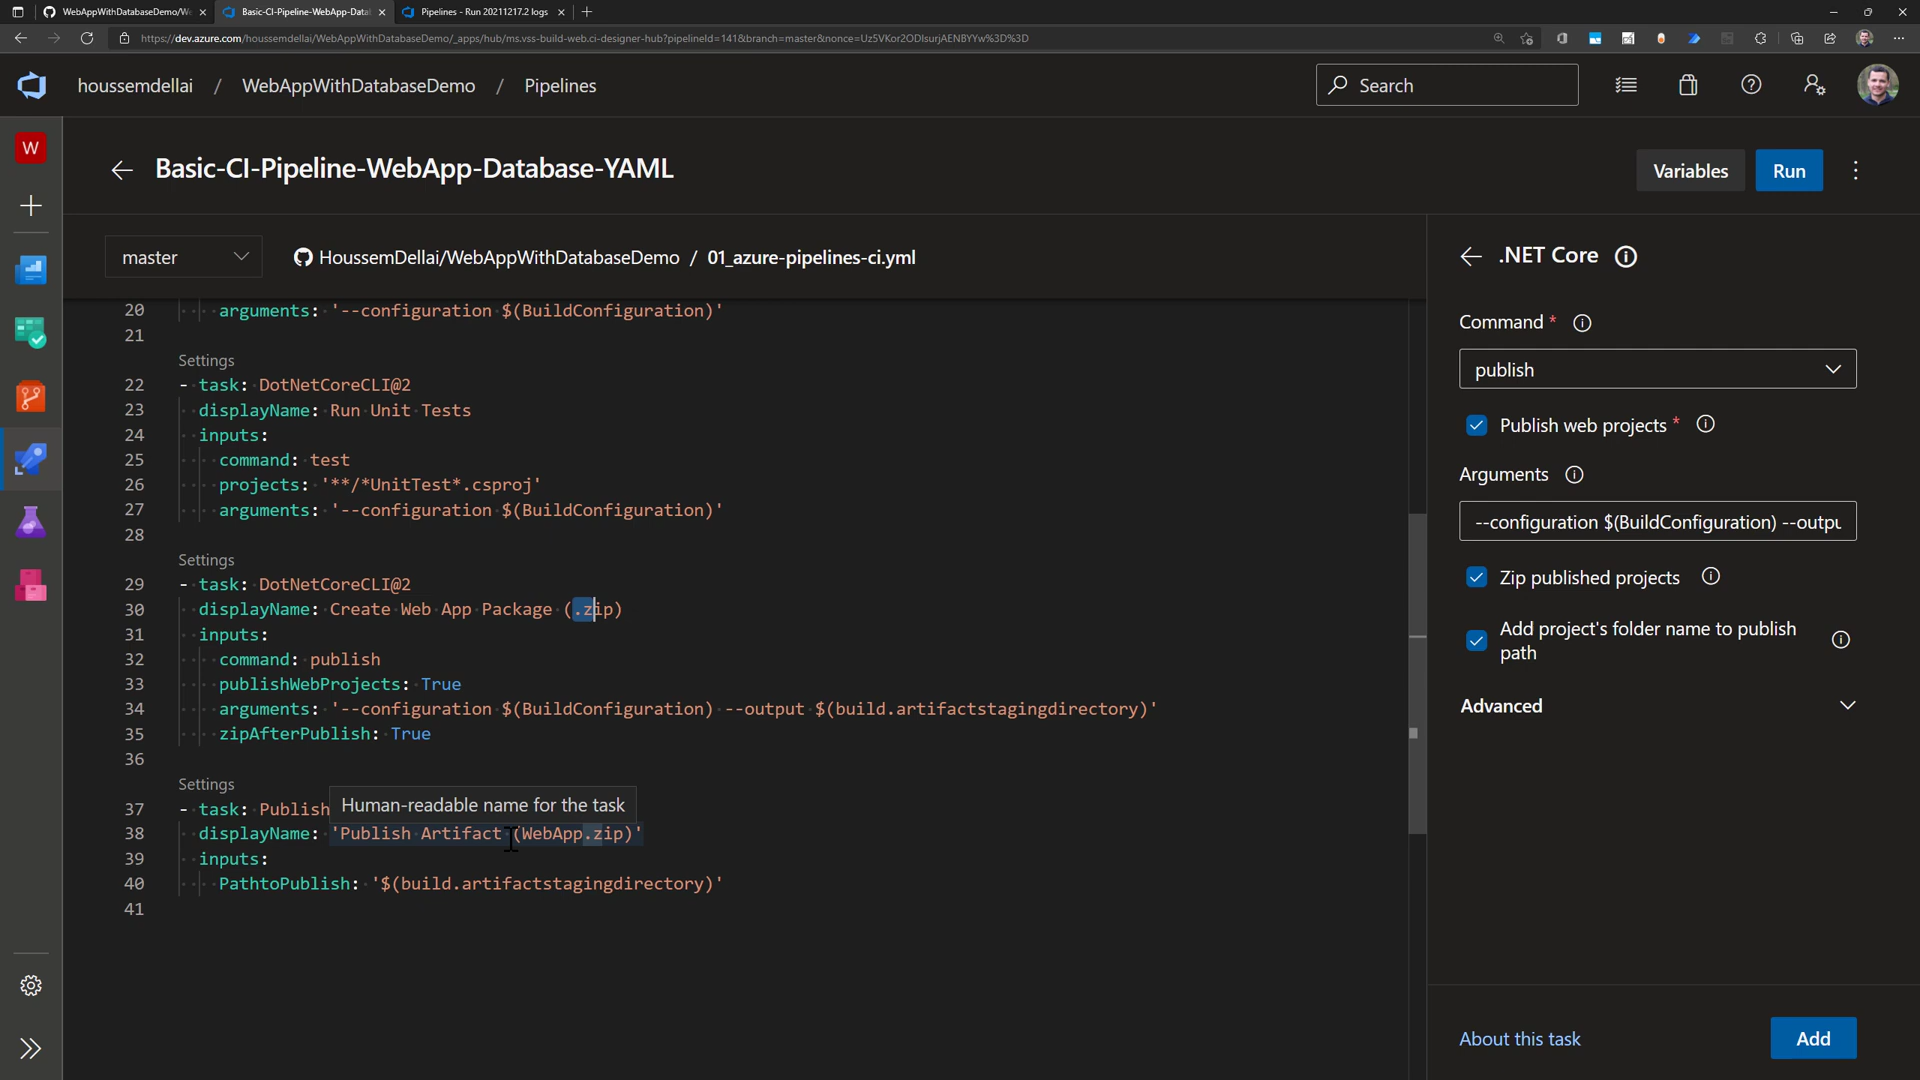 WebAppWithDatabaseDemo/We
Basic-CI-Pipeline-WebApp-Data
Pipelines - Run 20211217.2 logs
https://dev.azure.com/houssemdellai/WebAppWithDatabaseDemo/_apps/hub/ms.vss-build-web.ci-designer-hub?pipelineId=141&branch=master&nonce=Uz5VKor2ODIsurjAENBYYw%3D%3D
houssemdellai / WebAppWithDatabaseDemo / Pipelines
Search
W
Basic-CI-Pipeline-WebApp-Database-YAML
Variables
Run
master
HoussemDellai/WebAppWithDatabaseDemo / 01_azure-pipelines-ci.yml
20 arguments: '--configuration $(BuildConfiguration)'
21
Settings
22 - task: DotNetCoreCLI@2
23 displayName: Run Unit Tests
24 inputs:
25 command: test
26 projects: '**/*UnitTest*.csproj'
27 arguments: '--configuration $(BuildConfiguration)'
28
Settings
29 - task: DotNetCoreCLI@2
30 displayName: Create Web App Package (.zip)
31 inputs:
32 command: publish
33 publishWebProjects: True
34 arguments: '--configuration $(BuildConfiguration) --output $(build.artifactstagingdirectory)'
35 zipAfterPublish: True
36
Settings
37 - task: Publish
Human-readable name for the task
38 displayName: 'Publish Artifact (WebApp.zip)'
39 inputs:
40 PathtoPublish: '$(build.artifactstagingdirectory)'
41
.NET Core
Command *
publish
Publish web projects *
Arguments
--configuration $(BuildConfiguration) --outpu
Zip published projects
Add project's folder name to publish
path
Advanced
About this task
Add